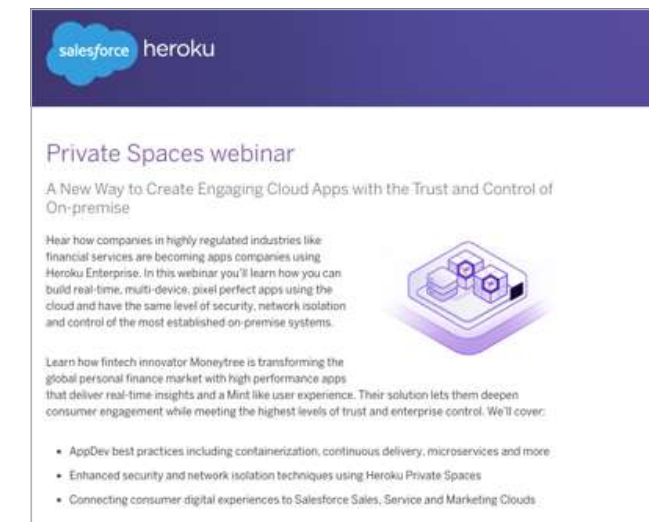 salesforce heroku
Private Spaces webinar
A New Way to Create Engaging Cloud Apps with the Trust and Control of
On-premise
Hear how companies in highly regulated industries like
financial services are becoming apps companies using
Heroku Enterprise. In this webinar you'll learn how you can
build real-time, multi-device, pixel perfect apps using the
cloud and have the same level of security, network isolation
and control of the most established on-premise systems.
Learn how fintech innovator Moneytree is transforming the
global personal finance market with high performance apps
that deliver real-time insights and a Mint like user experience. Their solution lets them deepen
consumer engagement while meeting the highest levels of trust and enterprise control. We'll cover:
• AppDev best practices including containerization, continuous delivery, microservices and more
• Enhanced security and network isolation techniques using Heroku Private Spaces
• Connecting consumer digital experiences to Salesforce Sales, Service and Marketing Clouds